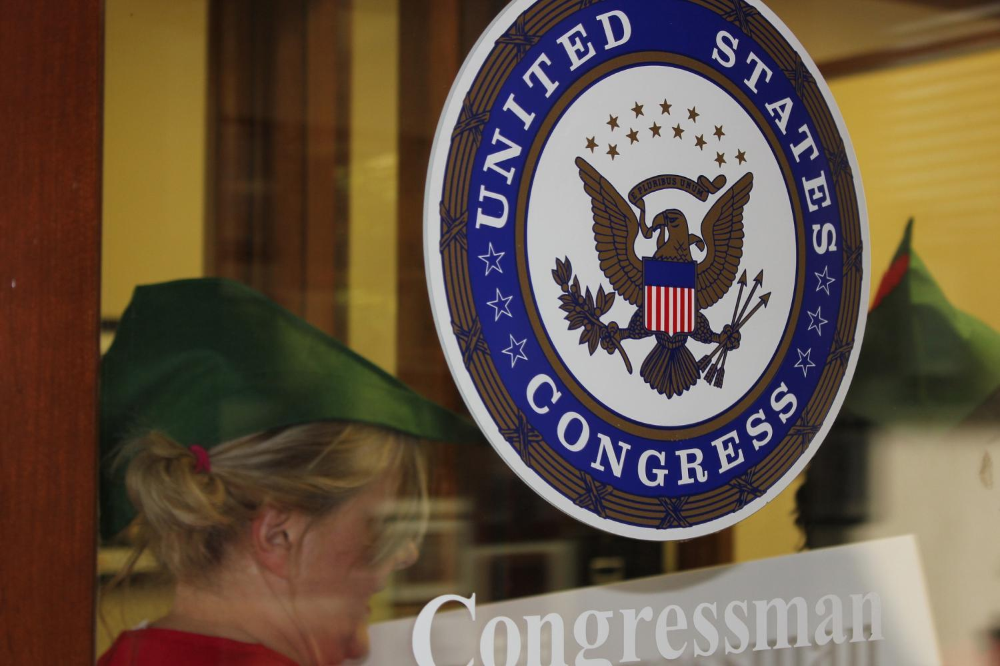 UNITED STATES
E PLURIBUS UNUM
CONGRESS
Congressman